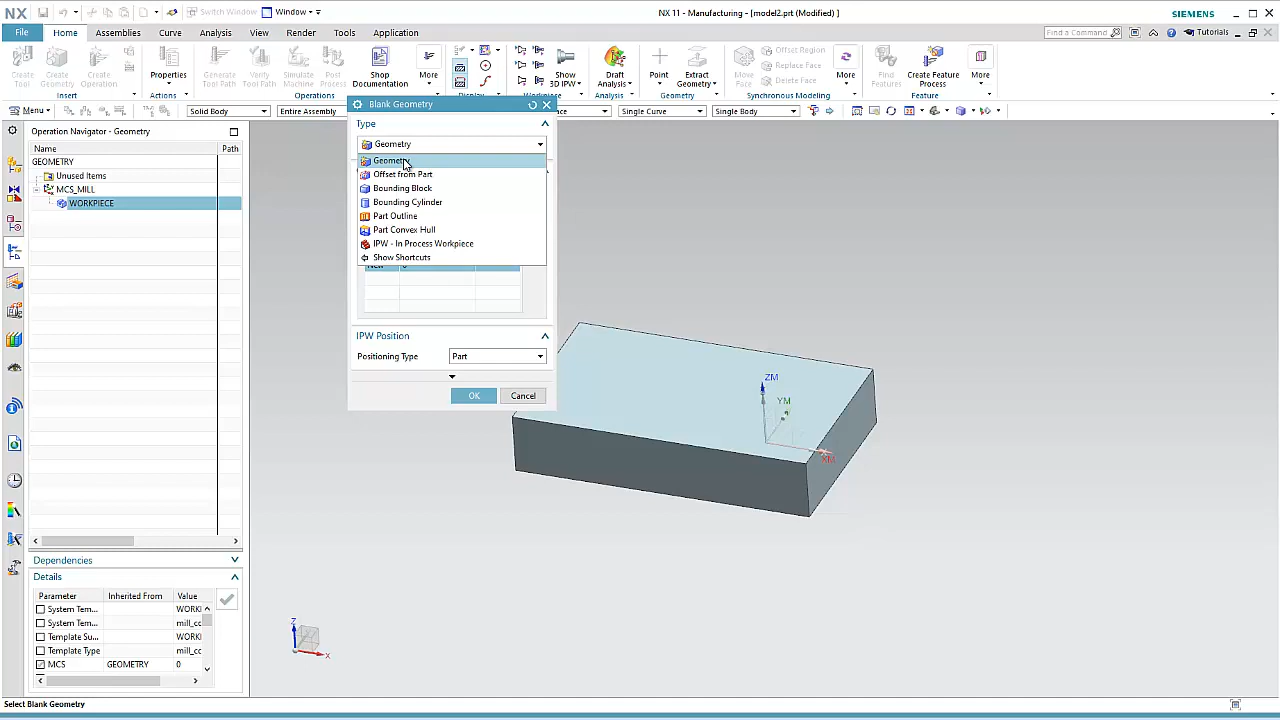 NX Switch Window Window NX 11 - Manufacturing - [model2.prt (Modified) ] SIEMENS
File Home Assemblies Curve Analysis View Render Tools Application Find a Command Tutorials
Create Tool Create Geometry Create Operation Properties Generate Tool Path Verify Tool Path Simulate Machine Post Process Shop Documentation More Show 3D IPW Draft Analysis Point Extract Geometry Move Face Offset Region Replace Face Delete Face More Find Features Create Feature Process More
Insert Actions Operations Display Analysis Geometry Synchronous Modeling Feature
Menu Solid Body Entire Assembly Single Curve Single Body
Operation Navigator - Geometry
Name Path
GEOMETRY
Unused Items
MCS_MILL
WORKPIECE
Blank Geometry
Type
Geometry
Geometry
Offset from Part
Bounding Block
Bounding Cylinder
Part Outline
Part Convex Hull
IPW - In Process Workpiece
Show Shortcuts
IPW Position
Positioning Type Part
OK Cancel
ZM
YM
XM
Z
X
Dependencies
Details
Parameter Inherited From Value
System Tem... WORKI
System Tem... mill_cc
Template Su... WORKI
Template Type mill_cc
MCS GEOMETRY 0
Select Blank Geometry